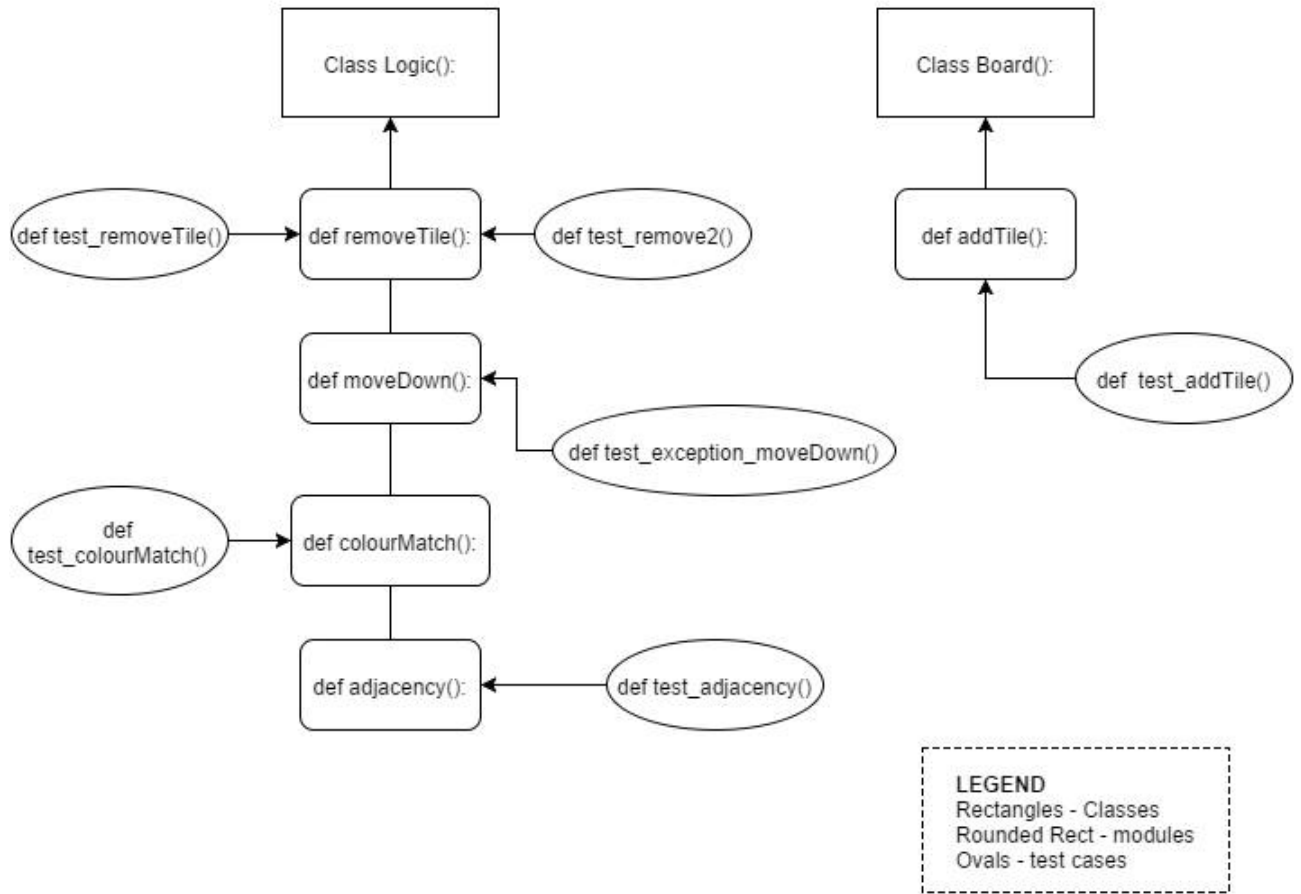 Class Logic():
Class Board():
def test_removeTile()
def removeTile():
def test_remove2()
def addTile():
def moveDown():
def  test_addTile()
def test_exception_moveDown()
def
test_colourMatch()
def colourMatch():
def adjacency():
def test_adjacency()
LEGEND
Rectangles - Classes
Rounded Rect - modules
Ovals - test cases